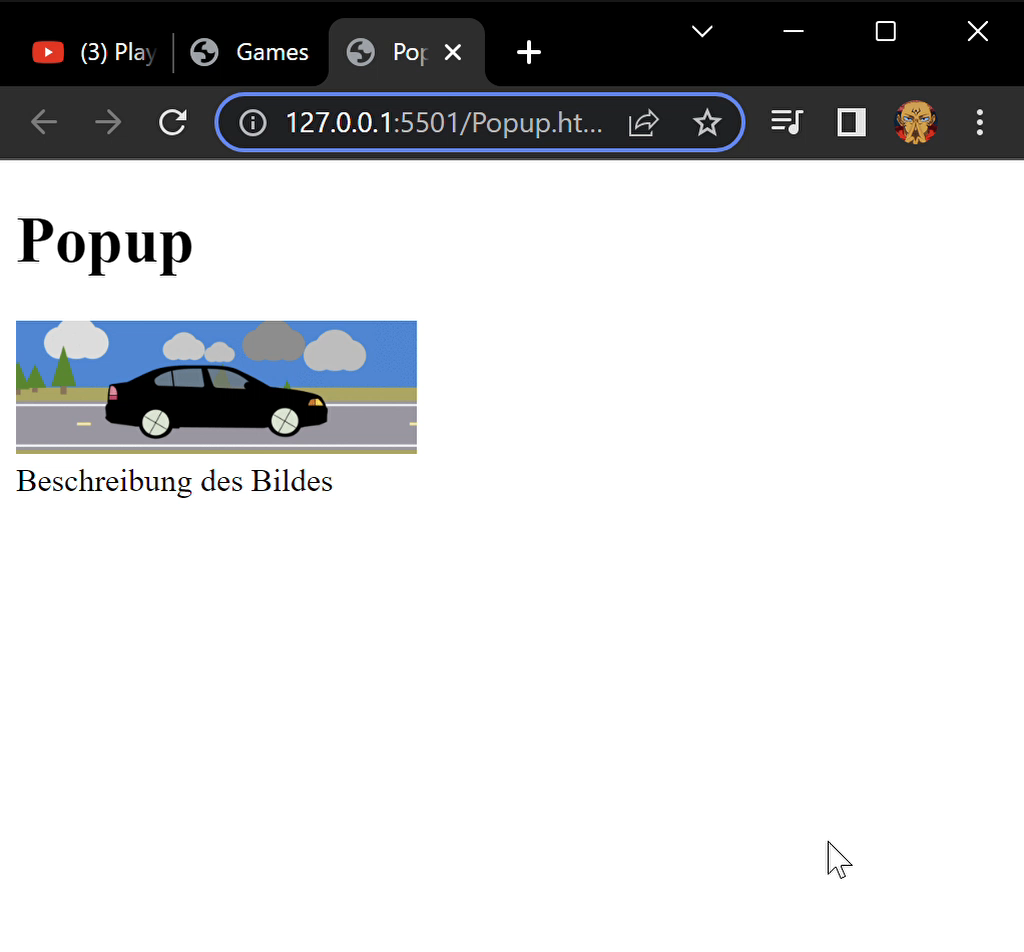 (3) Play
Games
Pop
127.0.0.1:5501/Popup.ht...
Popup
Beschreibung des Bildes